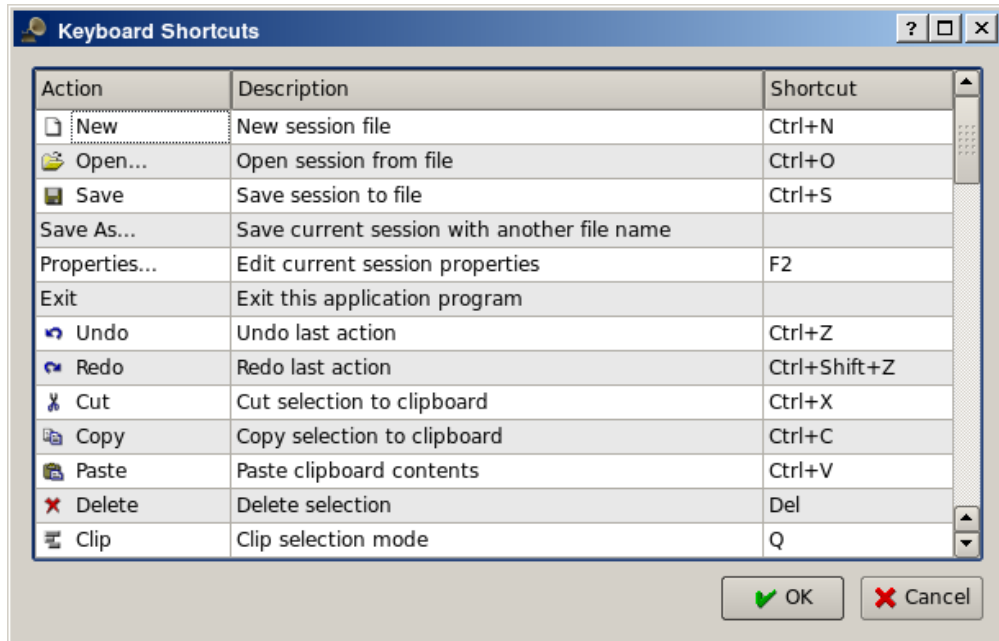 Keyboard Shortcuts
Action Description Shortcut
New New session file Ctrl+N
Open... Open session from file Ctrl+O
Save Save session to file Ctrl+S
Save As... Save current session with another file name
Properties... Edit current session properties F2
Exit Exit this application program
Undo Undo last action Ctrl+Z
Redo Redo last action Ctrl+Shift+Z
Cut Cut selection to clipboard Ctrl+X
Copy Copy selection to clipboard Ctrl+C
Paste Paste clipboard contents Ctrl+V
Delete Delete selection Del
Clip Clip selection mode Q
OK Cancel